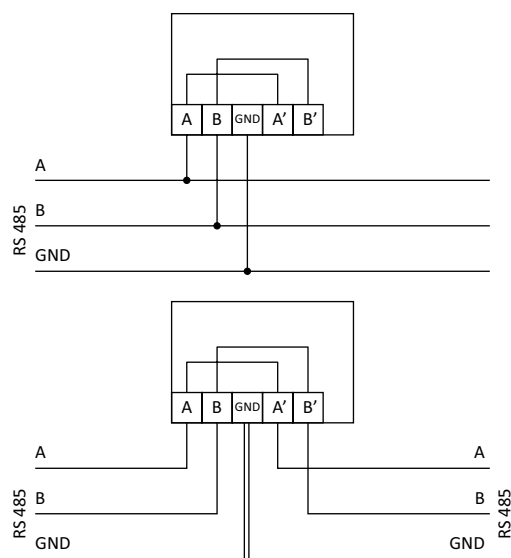 A B GND A’ B’
A
B
GND
RS 485
A B GND A’ B’
A A
B B
GND GND
RS 485 RS 485